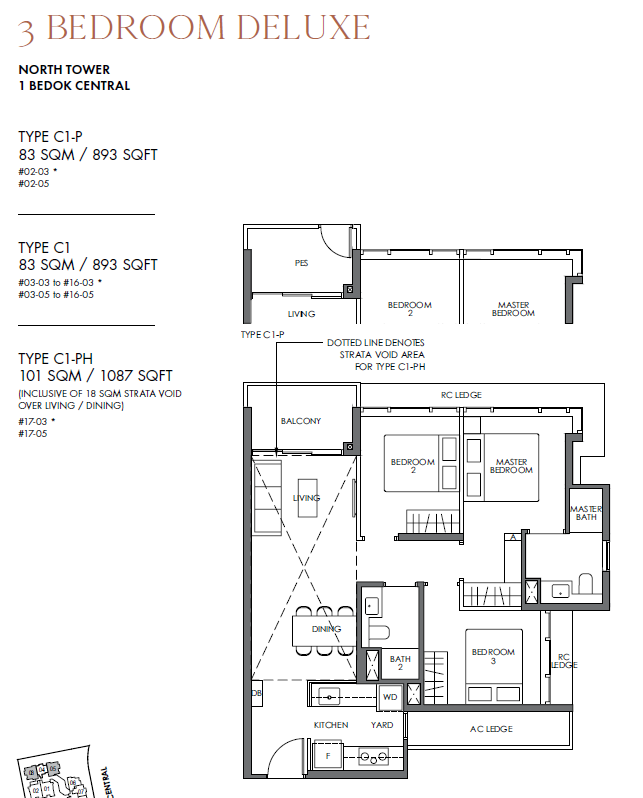 3 BEDROOM DELUXE
NORTH TOWER
1 BEDOK CENTRAL
TYPE C1-P
83 SQM / 893 SQFT
#02-03 *
#02-05
TYPE C1
83 SQM / 893 SQFT
#03-03 to #16-03 *
#03-05 to #16-05
TYPE C1-PH
101 SQM / 1087 SQFT
(INCLUSIVE OF 18 SQM STRATA VOID
OVER LIVING / DINING)
#17-03 *
#17-05
PES
LIVING
BEDROOM
2
MASTER
BEDROOM
TYPE C1-P
DOTTED LINE DENOTES
STRATA VOID AREA
FOR TYPE C1-PH
RC LEDGE
BALCONY
BEDROOM
2
MASTER
BEDROOM
LIVING
MASTER
BATH
A
DINING
BATH
2
BEDROOM
3
RC
LEDGE
DB
WD
KITCHEN
YARD
F
AC LEDGE
CENTRAL
03
04
05
02
01